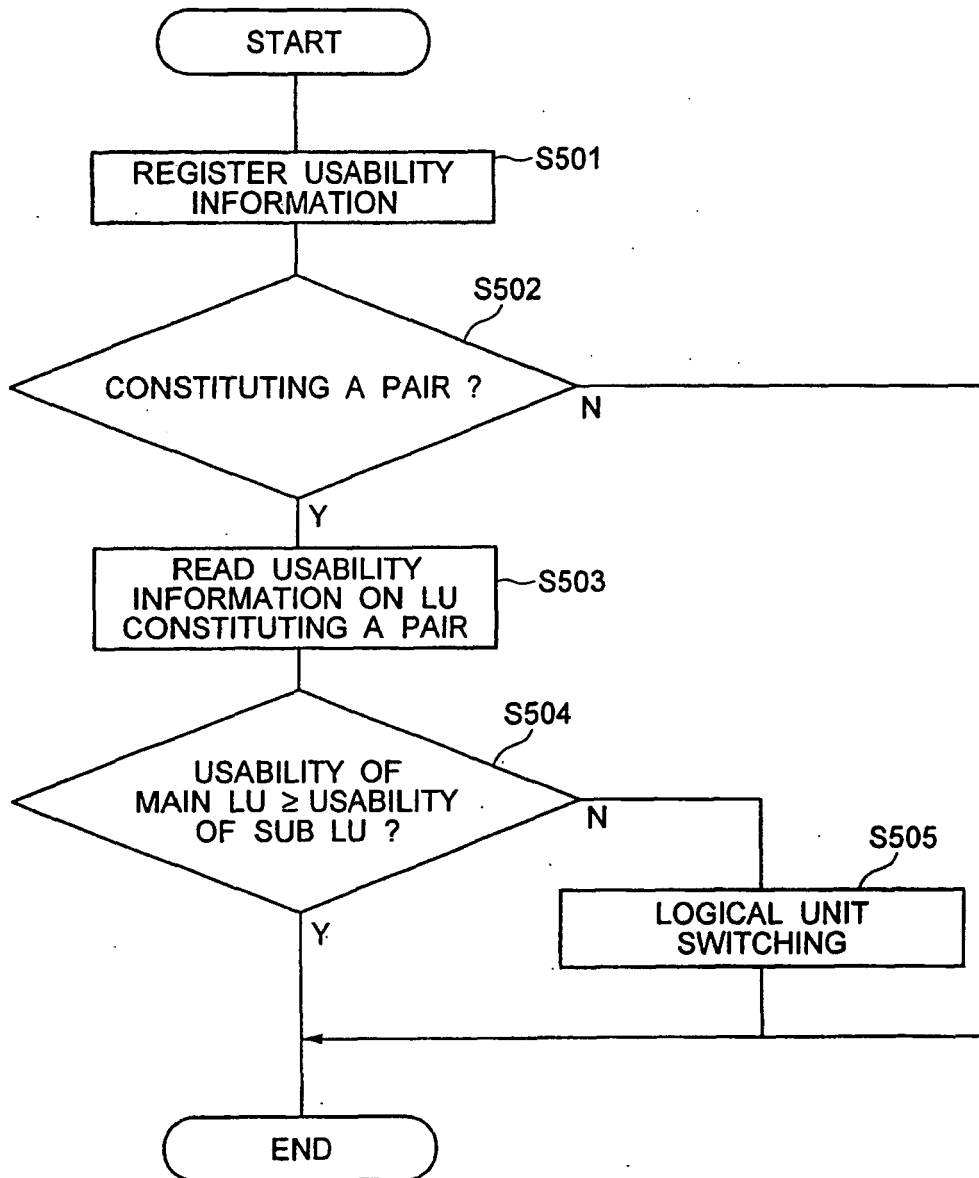 START
S501
REGISTER USABILITY
INFORMATION
S502
CONSTITUTING A PAIR ?
N
Y
READ USABILITY
INFORMATION ON LU
CONSTITUTING A PAIR
S503
S504
USABILITY OF
MAIN LU ≥ USABILITY
OF SUB LU ?
N
S505
LOGICAL UNIT
SWITCHING
Y
END